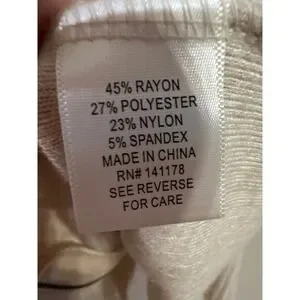 45% RAYON
27% POLYESTER
23% NYLON
5% SPANDEX
MADE IN CHINA
RN# 141178
SEE REVERSE
FOR CARE